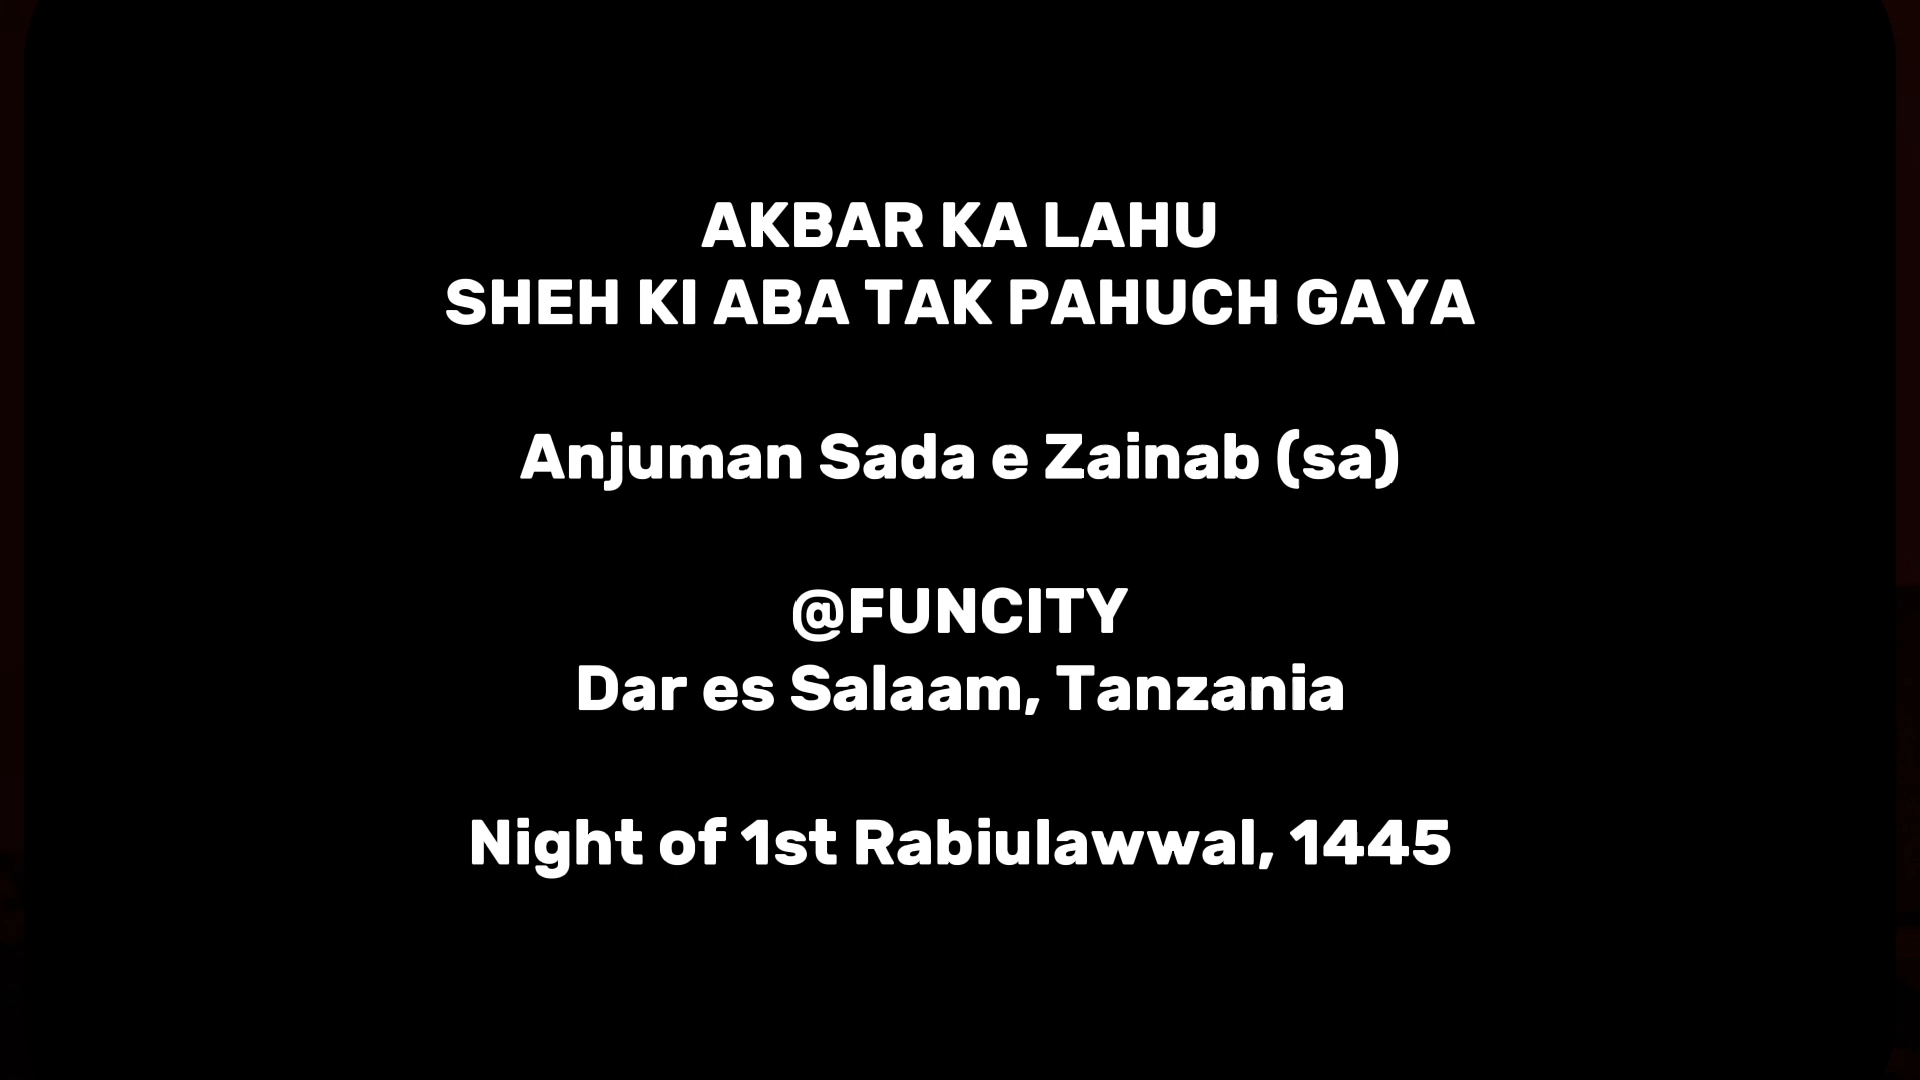 AKBAR KA LAHU
SHEH KI ABA TAK PAHUCH GAYA
Anjuman Sada e Zainab (sa)
@FUNCITY
Dar es Salaam, Tanzania
Night of 1st Rabiulawwal, 1445